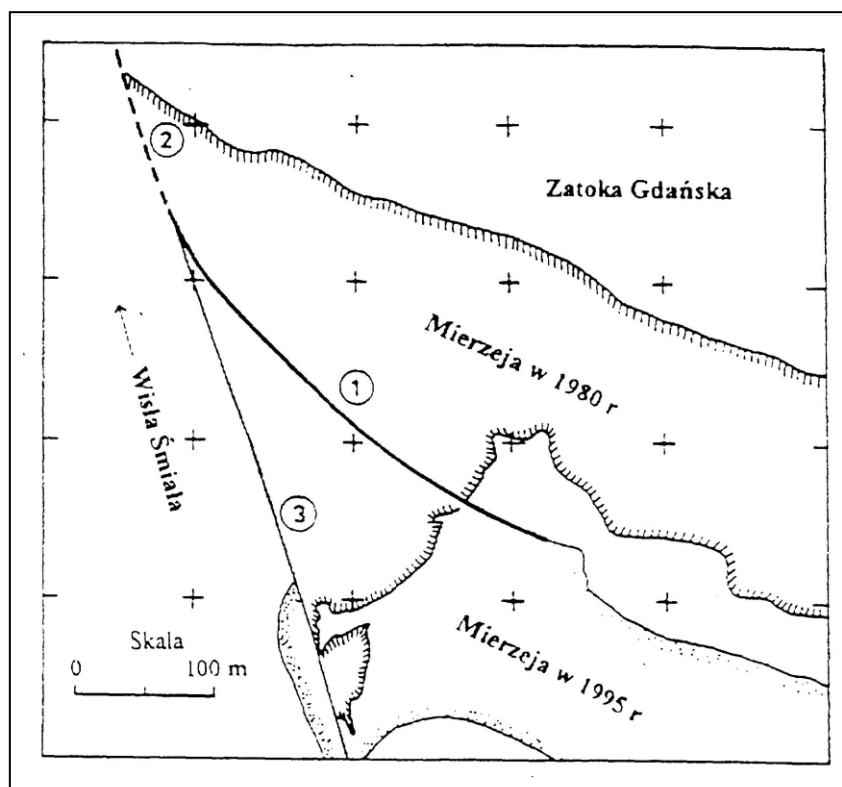 2
Zatoka Gdańska
Mierzeja w 1980 r
1
Wisła Śmiała
3
Mierzeja w 1995 r
Skala
0 100 m